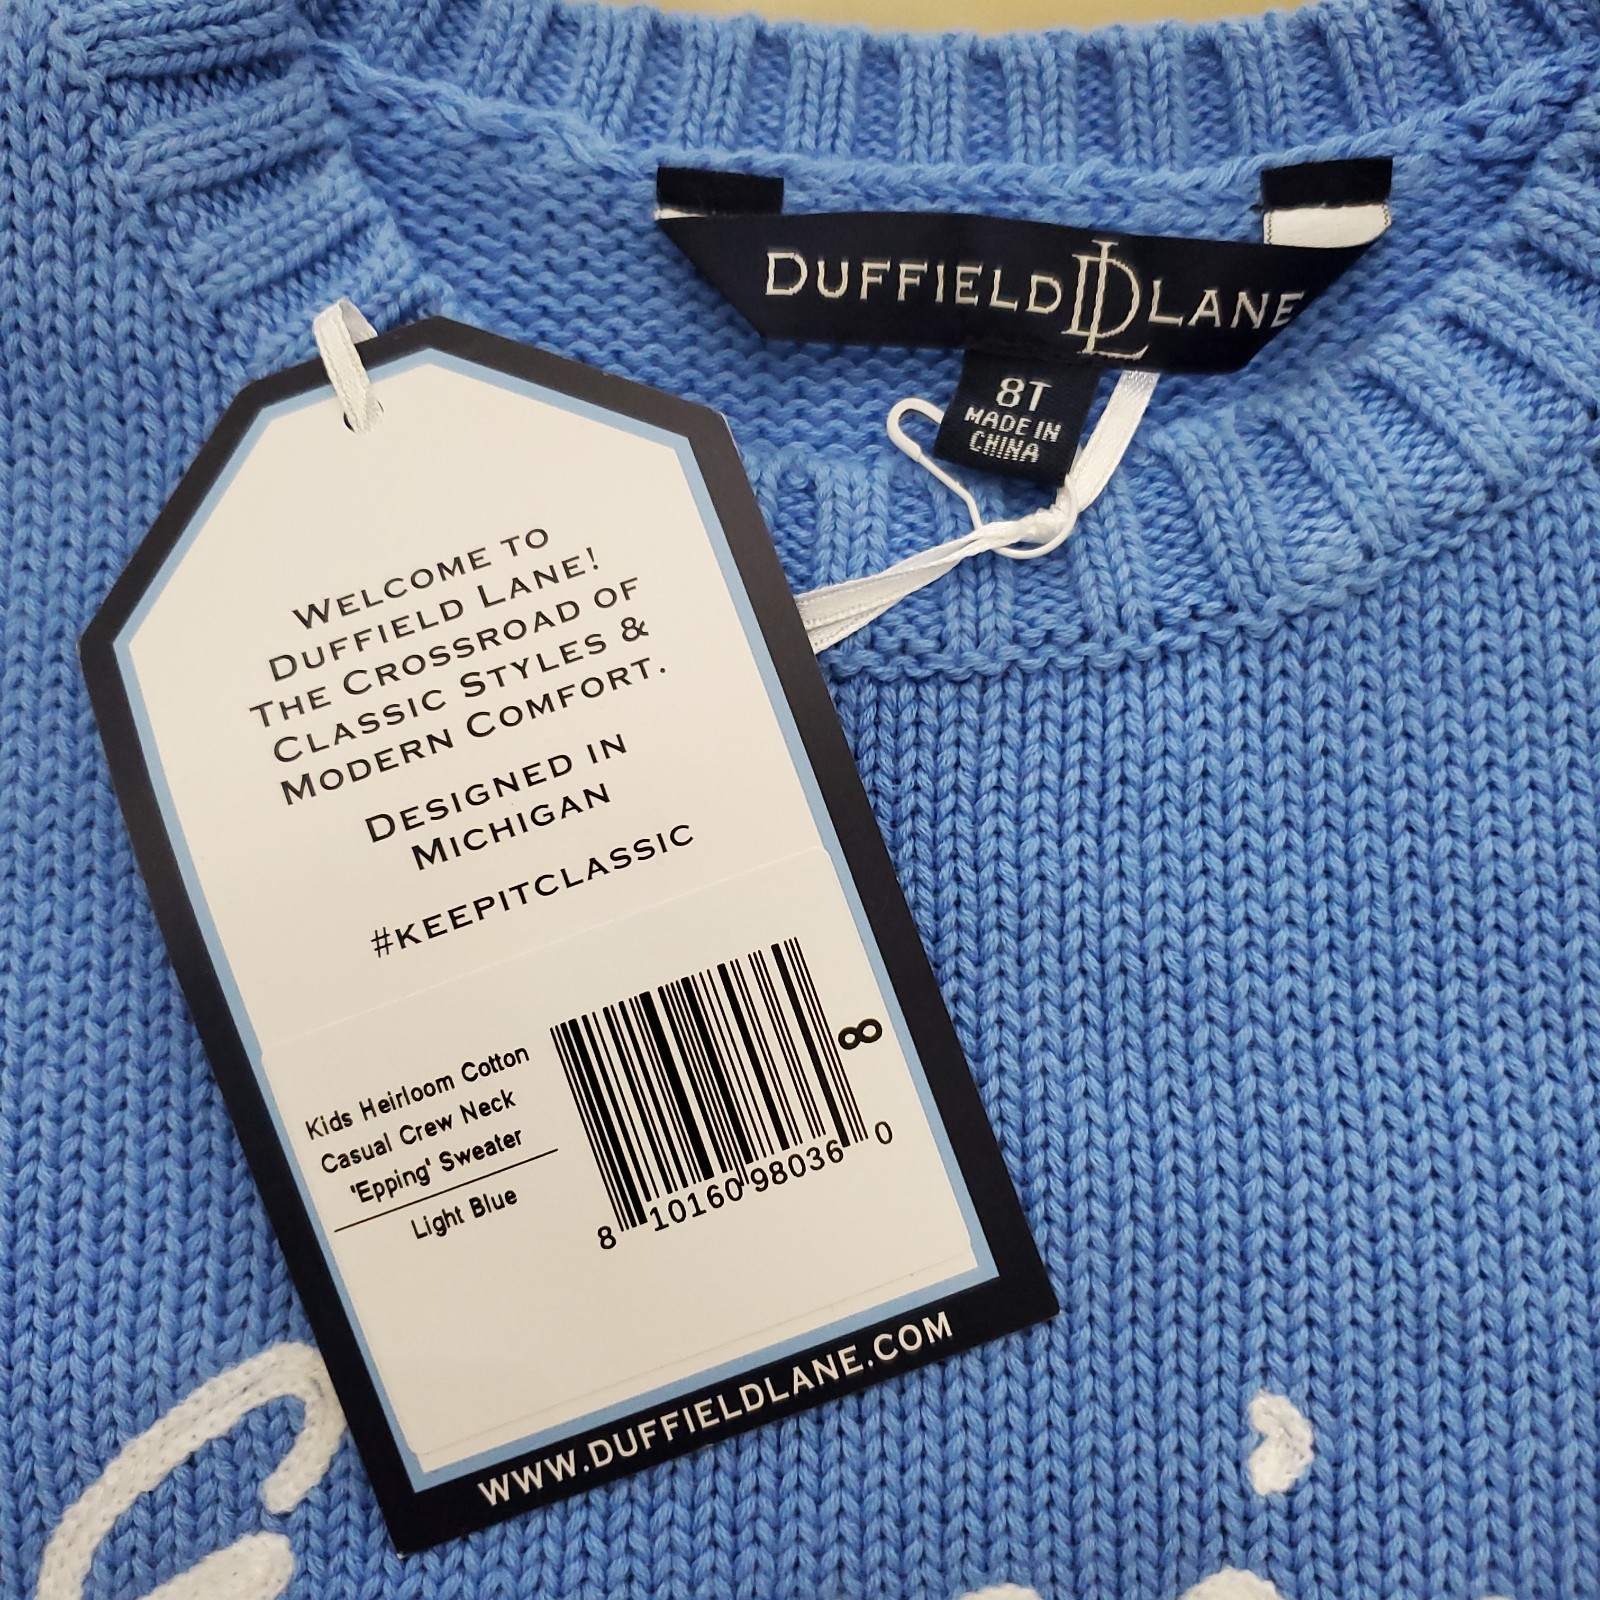 DUFFIELD DL LANE
8T
MADE IN
CHINA
WELCOME TO
DUFFIELD LANE!
THE CROSSROAD OF
CLASSIC STYLES &
MODERN COMFORT.
DESIGNED IN
MICHIGAN
#KEEPITCLASSIC
Kids Heirloom Cotton
Casual Crew Neck
'Epping' Sweater
Light Blue
8
8 10160 98036 0
WWW.DUFFIELDLANE.COM